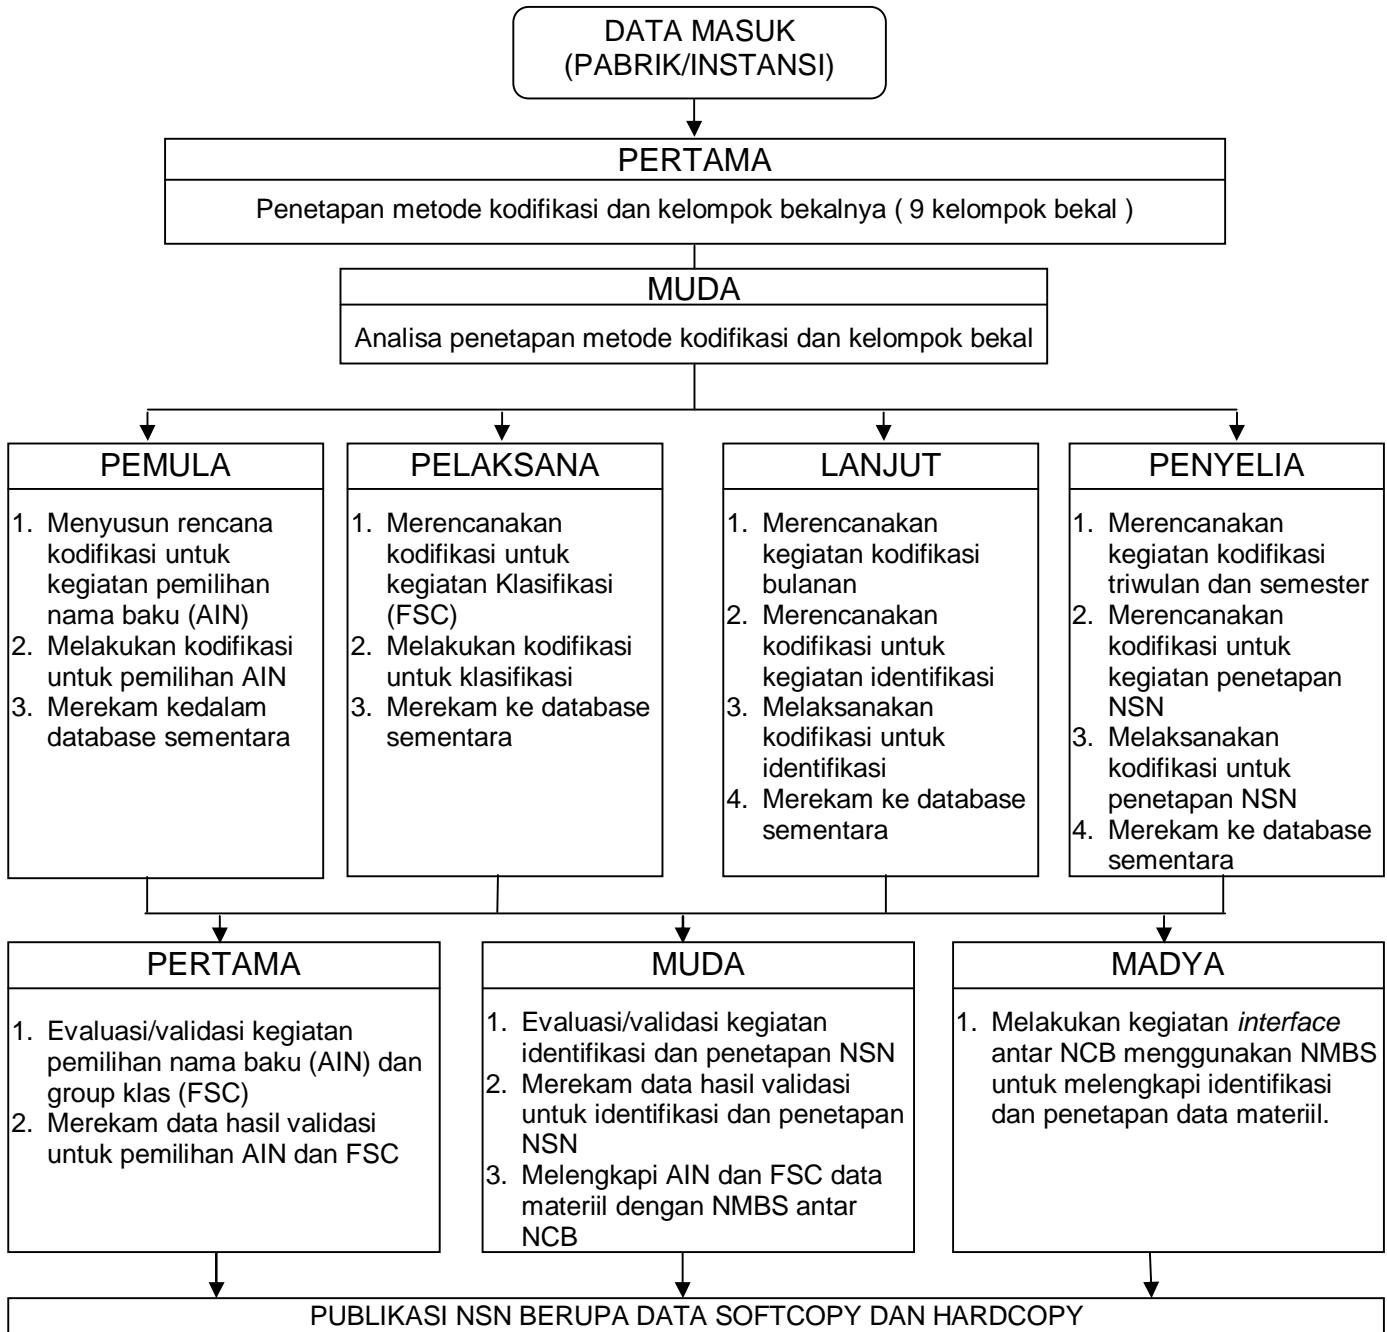 DATA MASUK
(PABRIK/INSTANSI)
PERTAMA
Penetapan metode kodifikasi dan kelompok bekalnya ( 9 kelompok bekal )
MUDA
Analisa penetapan metode kodifikasi dan kelompok bekal
PEMULA
1. Menyusun rencana
kodifikasi untuk
kegiatan pemilihan
nama baku (AIN)
2. Melakukan kodifikasi
untuk pemilihan AIN
3. Merekam kedalam
database sementara
PELAKSANA
1. Merencanakan
kodifikasi untuk
kegiatan Klasifikasi
(FSC)
2. Melakukan kodifikasi
untuk klasifikasi
3. Merekam ke database
sementara
LANJUT
1. Merencanakan
kegiatan kodifikasi
bulanan
2. Merencanakan
kodifikasi untuk
kegiatan identifikasi
3. Melaksanakan
kodifikasi untuk
identifikasi
4. Merekam ke database
sementara
PENYELIA
1. Merencanakan
kegiatan kodifikasi
triwulan dan semester
2. Merencanakan
kodifikasi untuk
kegiatan penetapan
NSN
3. Melaksanakan
kodifikasi untuk
penetapan NSN
4. Merekam ke database
sementara
PERTAMA
1. Evaluasi/validasi kegiatan
pemilihan nama baku (AIN) dan
group klas (FSC)
2. Merekam data hasil validasi
untuk pemilihan AIN dan FSC
MUDA
1. Evaluasi/validasi kegiatan
identifikasi dan penetapan NSN
2. Merekam data hasil validasi
untuk identifikasi dan penetapan
NSN
3. Melengkapi AIN dan FSC data
materiil dengan NMBS antar
NCB
MADYA
1. Melakukan kegiatan interface
antar NCB menggunakan NMBS
untuk melengkapi identifikasi
dan penetapan data materiil.
PUBLIKASI NSN BERUPA DATA SOFTCOPY DAN HARDCOPY